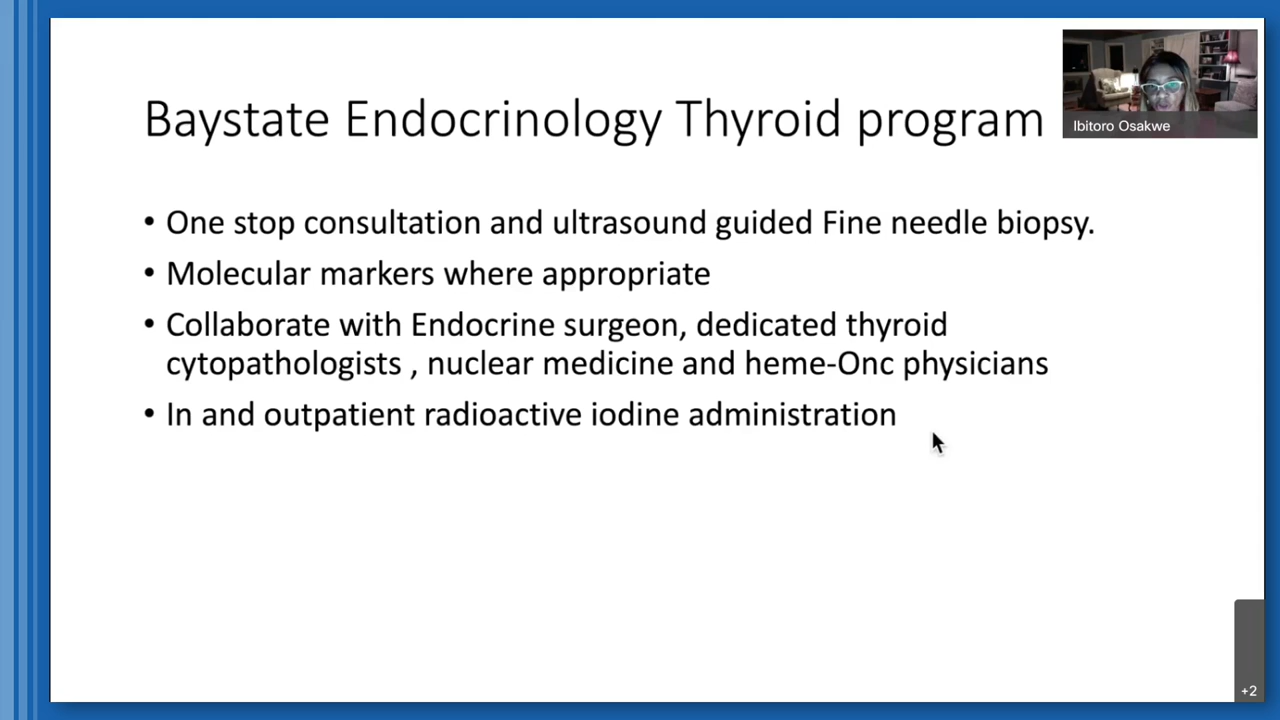 Baystate Endocrinology Thyroid program
Ibitoro Osakwe
• One stop consultation and ultrasound guided Fine needle biopsy.
• Molecular markers where appropriate
• Collaborate with Endocrine surgeon, dedicated thyroid
cytopathologists , nuclear medicine and heme-Onc physicians
• In and outpatient radioactive iodine administration
+2